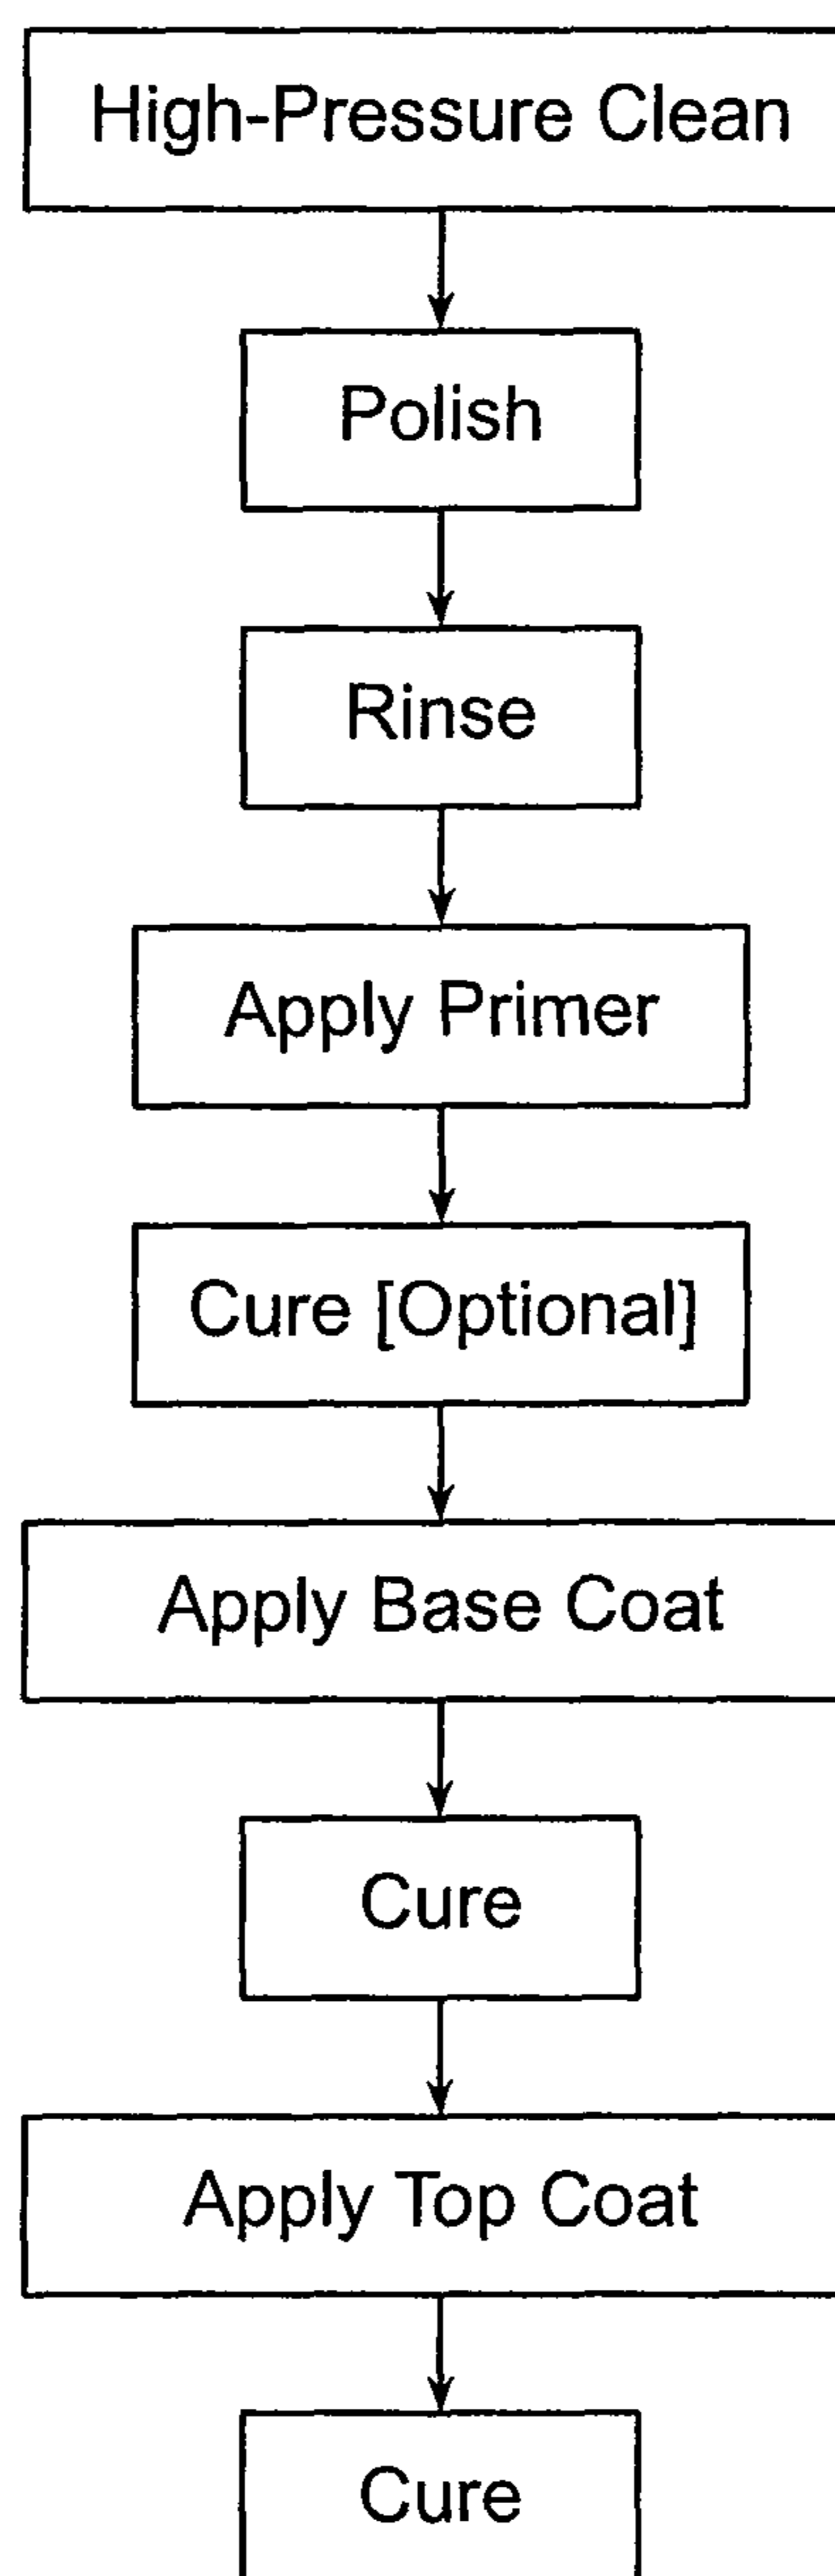 High-Pressure Clean
Polish
Rinse
Apply Primer
Cure [Optional]
Apply Base Coat
Cure
Apply Top Coat
Cure